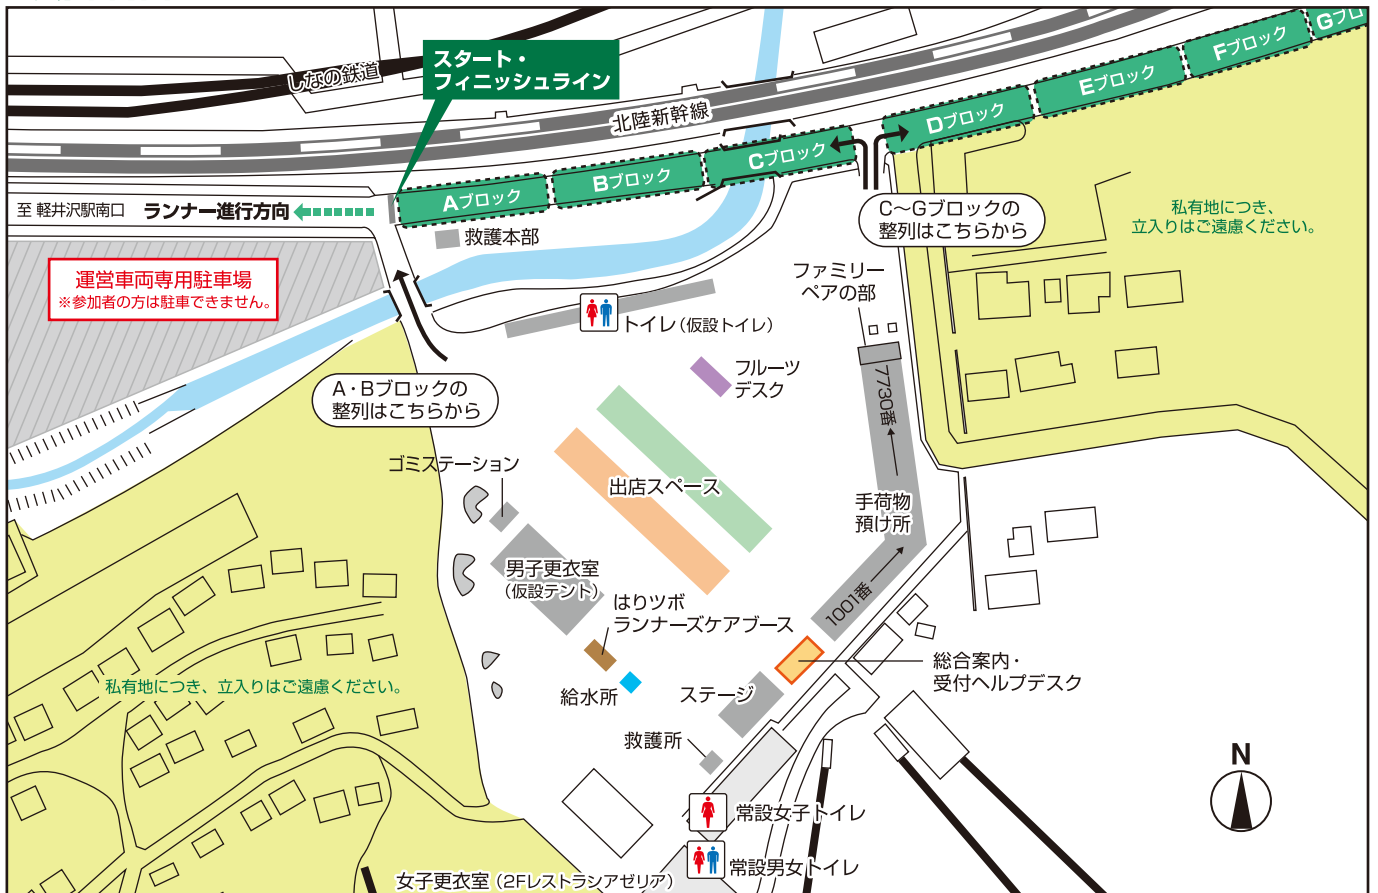 しなの鉄道
スタート・
フィニッシュライン
北陸新幹線
Aブロック
Bブロック
Cブロック
Dブロック
Eブロック
Fブロック
Gブロ
至 軽井沢駅南口
ランナー進行方向
救護本部
C〜Gブロックの
整列はこちらから
私有地につき、
立入りはご遠慮ください。
運営車両専用駐車場
※参加者の方は駐車できません。
ファミリー
ペアの部
トイレ(仮設トイレ)
フルーツ
デスク
A・Bブロックの
整列はこちらから
7730番
ゴミステーション
出店スペース
手荷物
預け所
男子更衣室
(仮設テント)
はりツボ
ランナーズケアブース
1001番
総合案内・
受付ヘルプデスク
私有地につき、立入りはご遠慮ください。
給水所
ステージ
救護所
N
常設女子トイレ
常設男女トイレ
女子更衣室(2Fレストランアゼリア)